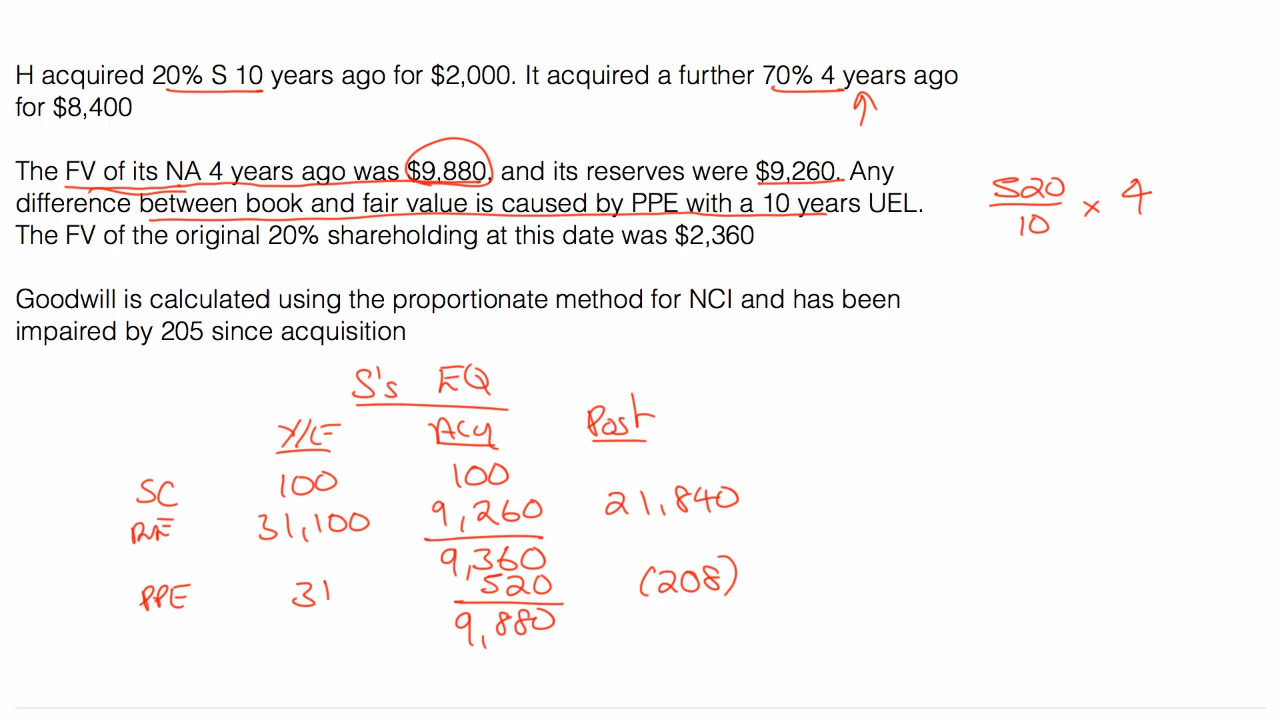 H acquired 20% S 10 years ago for $2,000. It acquired a further 70% 4 years ago
for $8,400
The FV of its NA 4 years ago was $9,880, and its reserves were $9,260. Any
difference between book and fair value is caused by PPE with a 10 years UEL.
The FV of the original 20% shareholding at this date was $2,360
520
10 × 4
Goodwill is calculated using the proportionate method for NCI and has been
impaired by 205 since acquisition
S's EQ
Y/E ACQ Post
SC 100 100
RE 31,100 9,260 21,840
9,360
PPE 31 520 (208)
9,880